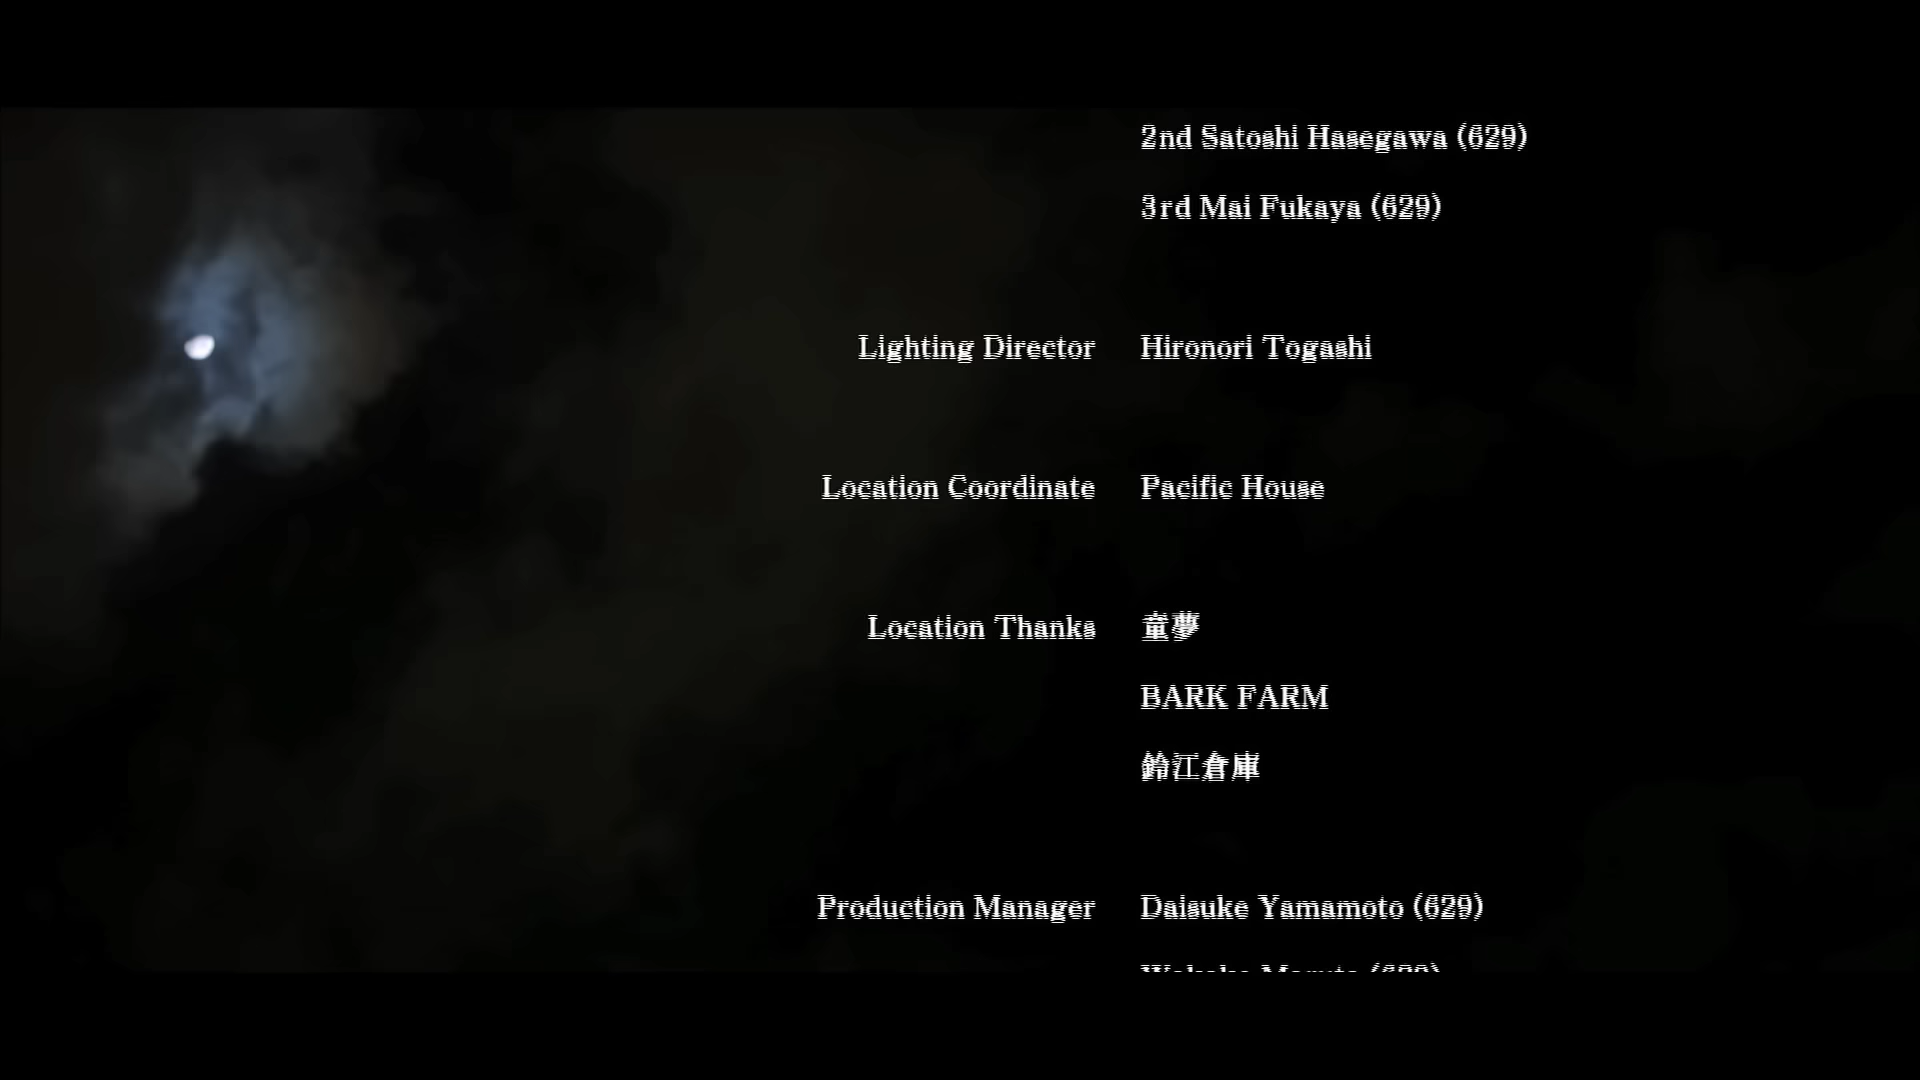 2nd Satoshi Hasegawa (629)
3rd Mai Fukaya (629)
Lighting Director Hironori Togashi
Location Coordinate Pacific House
Location Thanks 童夢
BARK FARM
鈴江倉庫
Production Manager Daisuke Yamamoto (629)